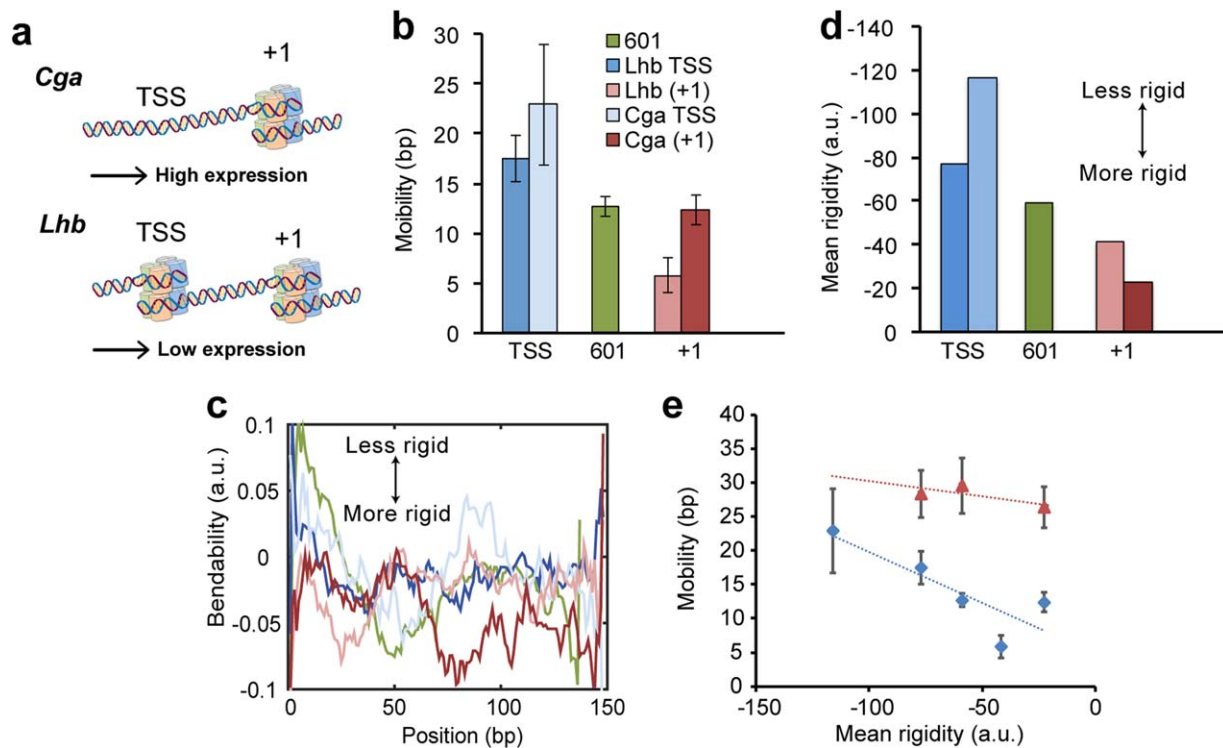 a
Cga
TSS
+1
High expression
Lhb
TSS
+1
Low expression
b
Moibility (bp)
30
25
20
15
10
5
0
601
Lhb TSS
Lhb (+1)
Cga TSS
Cga (+1)
TSS 601 +1
d
Mean rigidity (a.u.)
-140
-120
-100
-80
-60
-40
-20
0
Less rigid
More rigid
TSS 601 +1
c
Bendability (a.u.)
0.1
0.05
0
-0.05
-0.1
Less rigid
More rigid
0 50 100 150
Position (bp)
e
Mobility (bp)
40
35
30
25
20
15
10
5
0
-150 -100 -50 0
Mean rigidity (a.u.)